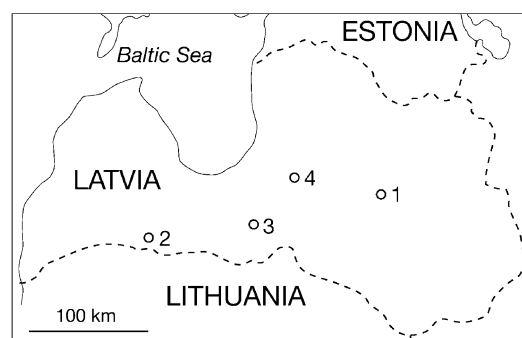 ESTONIA
Baltic Sea
LATVIA
4
1
3
2
LITHUANIA
100 km